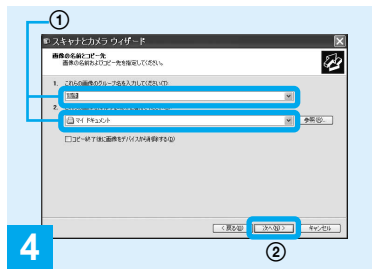 ①
スキャナとカメラ ウィザード
画像の名前とコピー先
画像の名前およびコピー先を指定してください。
1. これらの画像のグループ名を入力してください(T):
2.
マイ ドキュメント
参照(R)...
コピー終了後に画像をデバイスから削除する(D)
< 戻る(B) 次へ(N) > キャンセル
4
②